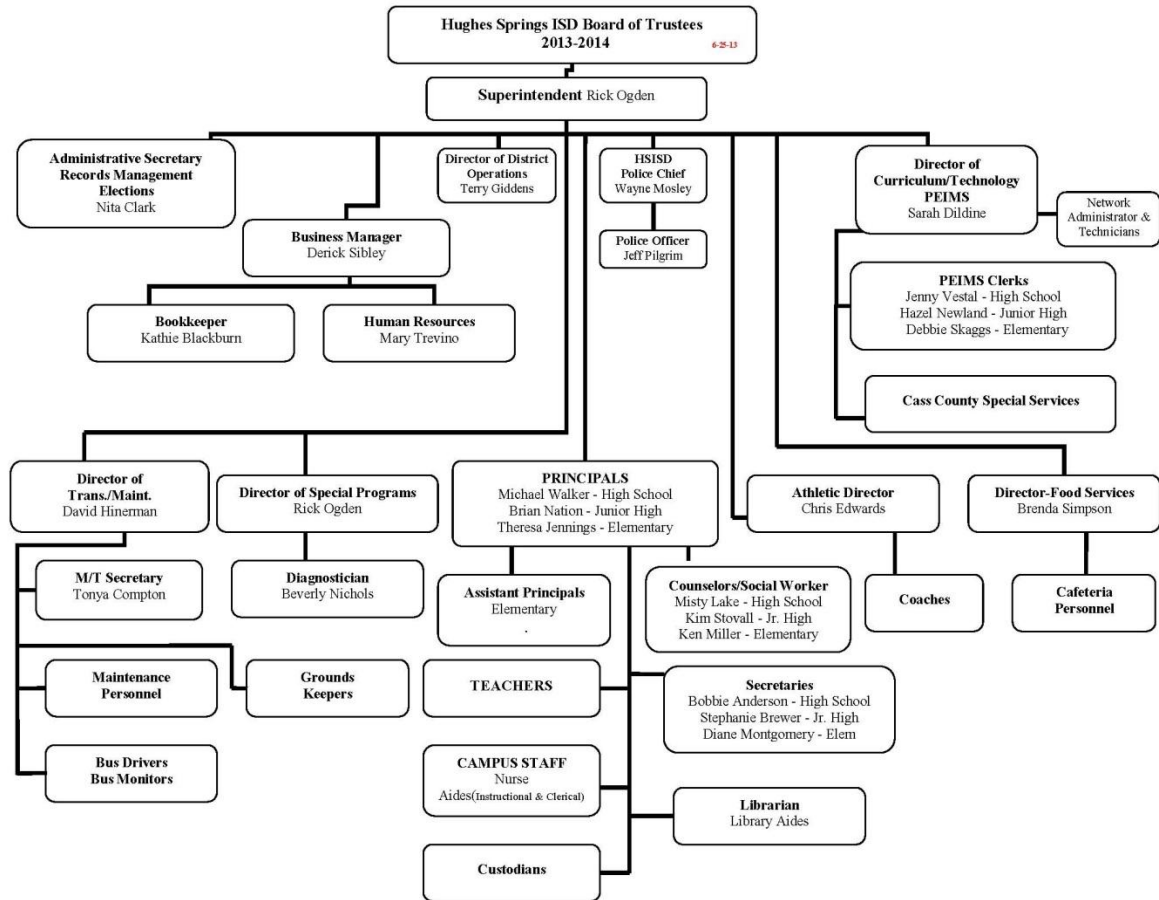 Hughes Springs ISD Board of Trustees
2013-2014
6-25-13
Superintendent Rick Ogden
Administrative Secretary
Records Management
Elections
Nita Clark
Director of District
Operations
Terry Giddens
HSISD
Police Chief
Wayne Mosley
Director of
Curriculum/Technology
PEIMS
Sarah Dildine
Network
Administrator &
Technicians
Business Manager
Derick Sibley
Police Officer
Jeff Pilgrim
Bookkeeper
Kathie Blackburn
Human Resources
Mary Trevino
PEIMS Clerks
Jenny Vestal - High School
Hazel Newland - Junior High
Debbie Skaggs - Elementary
Cass County Special Services
Director of
Trans./Maint.
David Hinerman
Director of Special Programs
Rick Ogden
PRINCIPALS
Michael Walker - High School
Brian Nation - Junior High
Theresa Jennings - Elementary
Athletic Director
Chris Edwards
Director-Food Services
Brenda Simpson
M/T Secretary
Tonya Compton
Diagnostician
Beverly Nichols
Assistant Principals
Elementary
.
Counselors/Social Worker
Misty Lake - High School
Kim Stovall - Jr. High
Ken Miller - Elementary
Coaches
Cafeteria
Personnel
Maintenance
Personnel
Grounds
Keepers
TEACHERS
Secretaries
Bobbie Anderson - High School
Stephanie Brewer - Jr. High
Diane Montgomery - Elem
Bus Drivers
Bus Monitors
CAMPUS STAFF
Nurse
Aides(Instructional & Clerical)
Librarian
Library Aides
Custodians